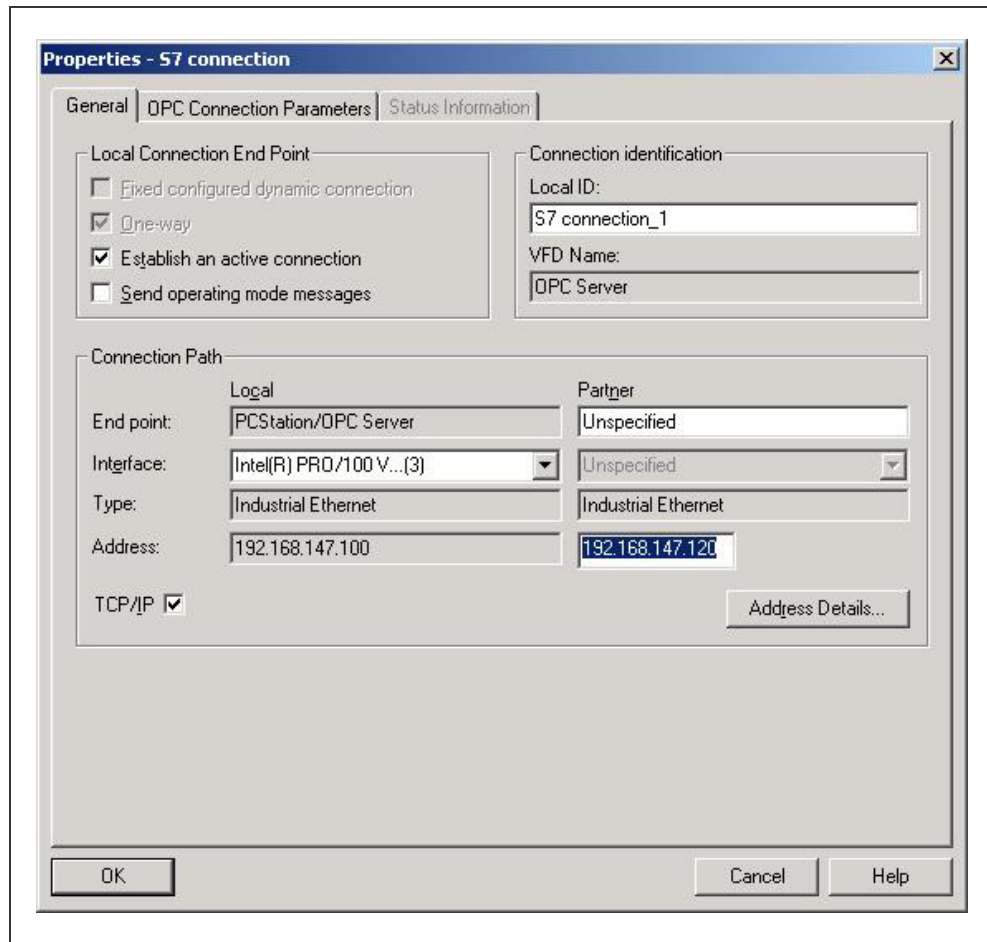 Properties - S7 connection
General OPC Connection Parameters Status Information
Local Connection End Point
Fixed configured dynamic connection
One-way
Establish an active connection
Send operating mode messages
Connection identification
Local ID:
S7 connection_1
VFD Name:
OPC Server
Connection Path
Local Partner
End point: PCStation/OPC Server Unspecified
Interface: Intel(R) PRO/100 V...(3) Unspecified
Type: Industrial Ethernet Industrial Ethernet
Address: 192.168.147.100 192.168.147.120
TCP/IP Address Details...
OK Cancel Help